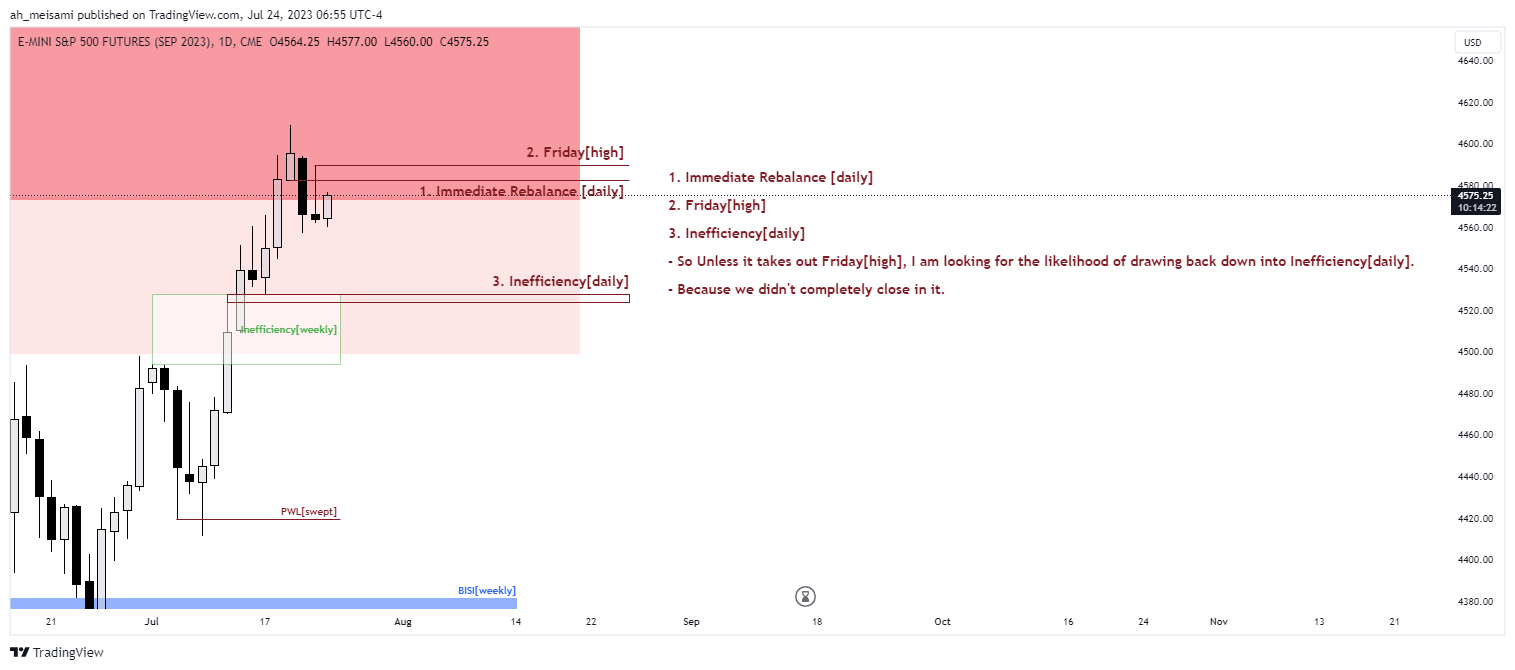 ah_meisami published on TradingView.com, Jul 24, 2023 06:55 UTC-4
E-MINI S&P 500 FUTURES (SEP 2023), 1D, CME O4564.25 H4577.00 L4560.00 C4575.25
USD
4640.00
4620.00
4600.00
4580.00
4575.25
10:14:22
4560.00
4540.00
4520.00
4500.00
4480.00
4460.00
4440.00
4420.00
4400.00
4380.00
2. Friday[high]
1. Immediate Rebalance [daily]
3. Inefficiency[daily]
Inefficiency[weekly]
PWL[swept]
BISI[weekly]
1. Immediate Rebalance [daily]
2. Friday[high]
3. Inefficiency[daily]
- So Unless it takes out Friday[high], I am looking for the likelihood of drawing back down into Inefficiency[daily].
- Because we didn't completely close in it.
21 Jul 17 Aug 14 22 Sep 18 Oct 16 24 Nov 13 21
TradingView